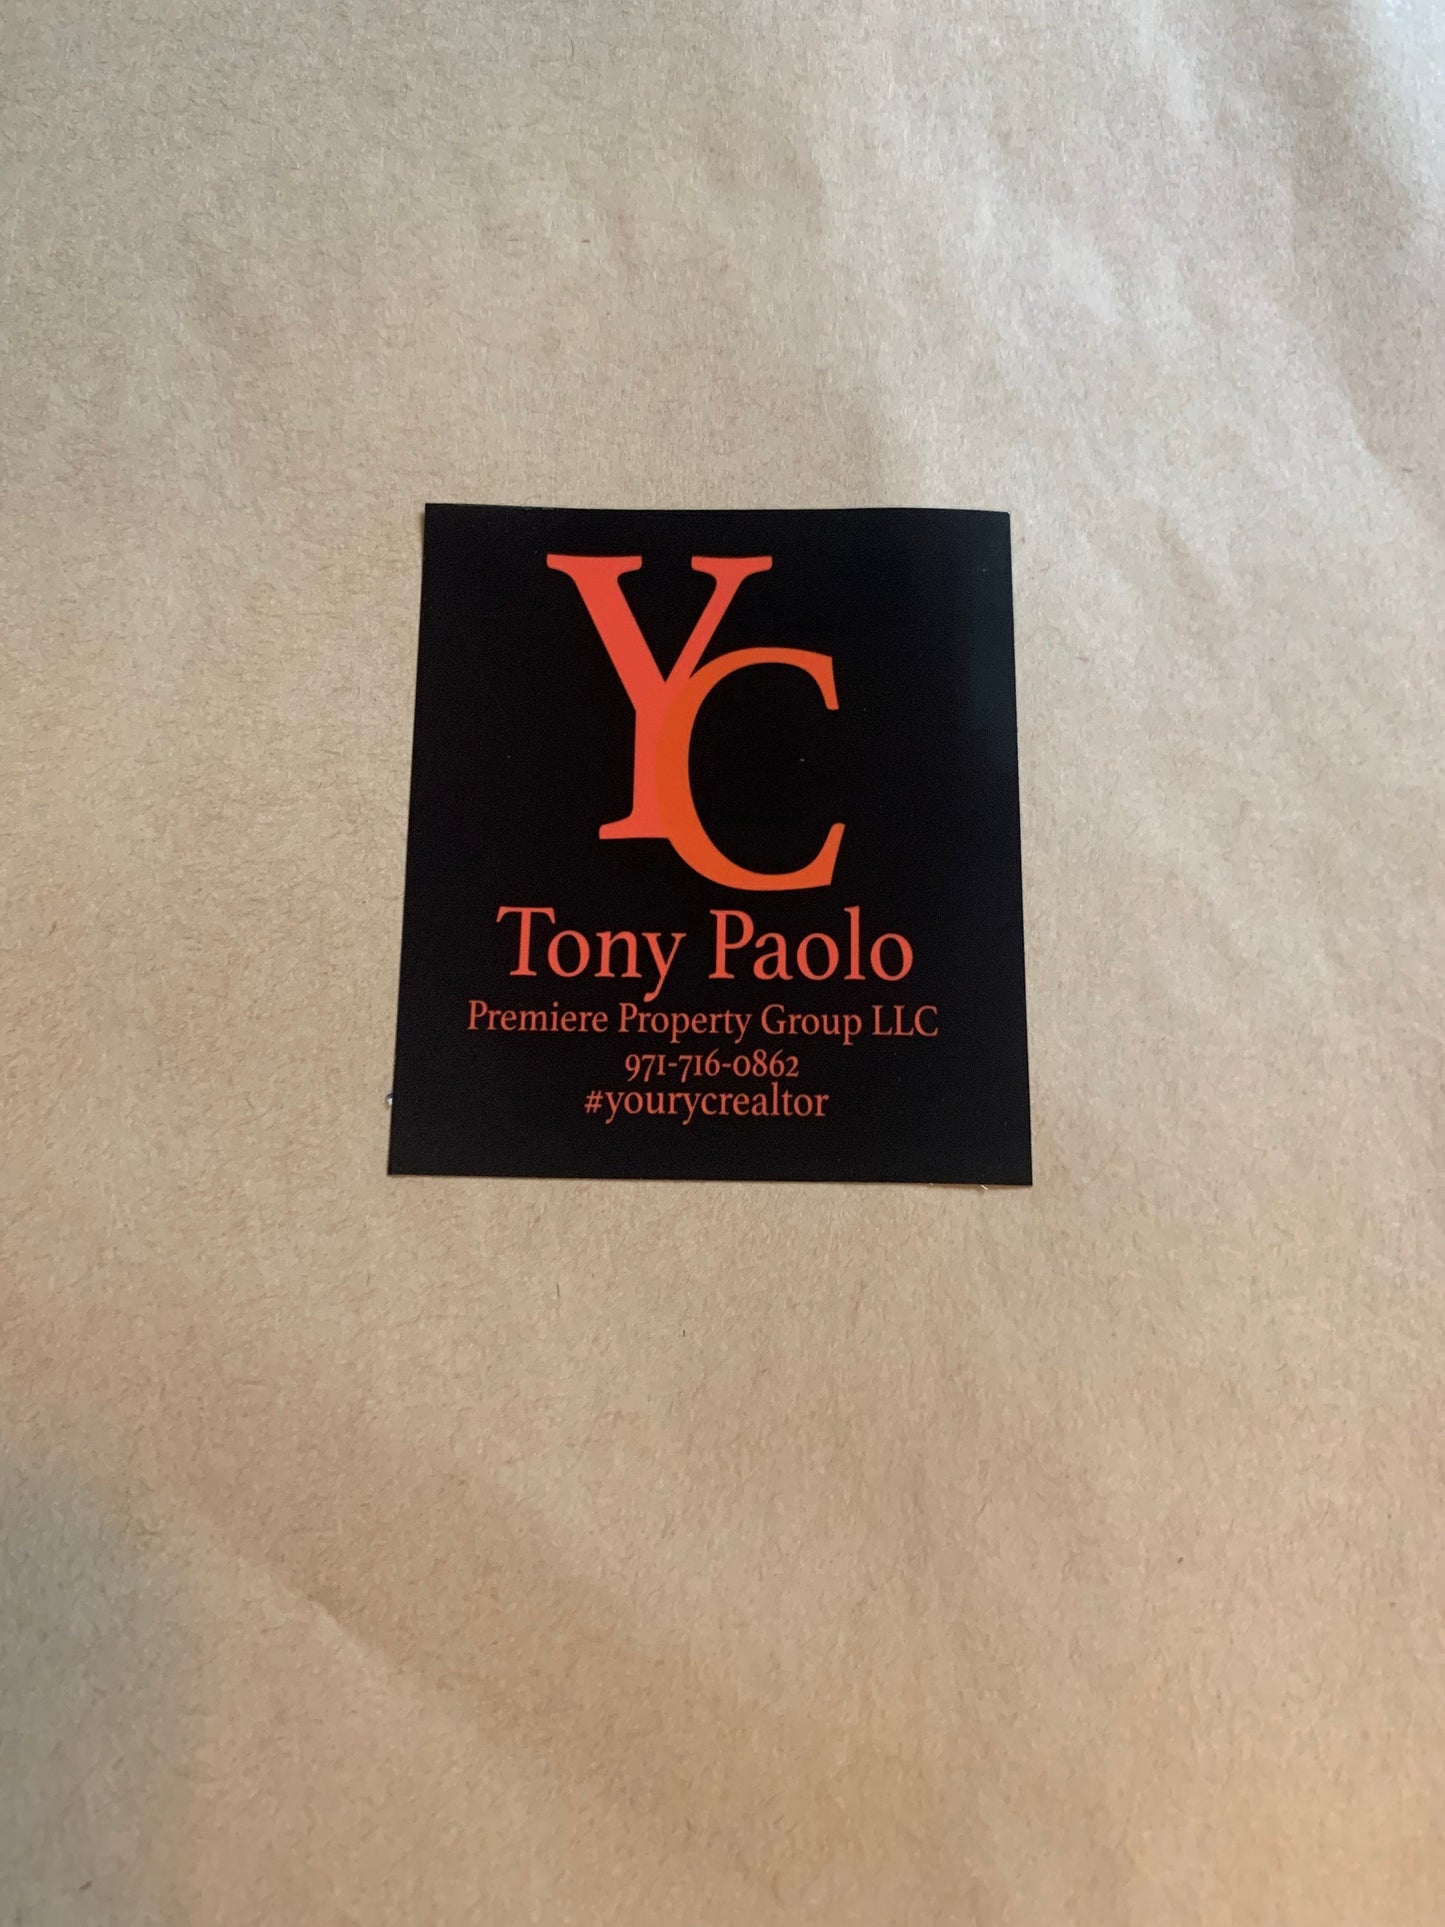 YC
Tony Paolo
Premiere Property Group LLC
971-716-0862
#yourycrealtor